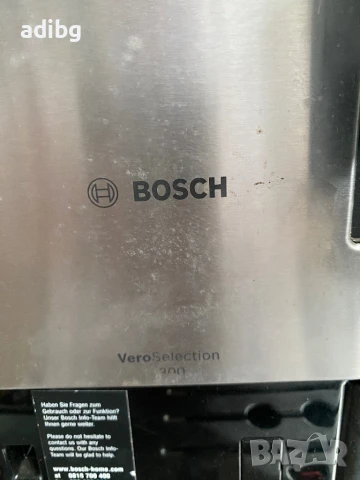 adibg
BOSCH
VeroSelection
300
Haben Sie Fragen zum
Gebrauch oder zur Funktion?
Unser Bosch Info-Team hilft
Ihnen gerne weiter.
Please do not hesitate to
contact us with any
questions. Our Bosch Info-
Team will be glad to help.
www.bosch-home.com
BAZAR